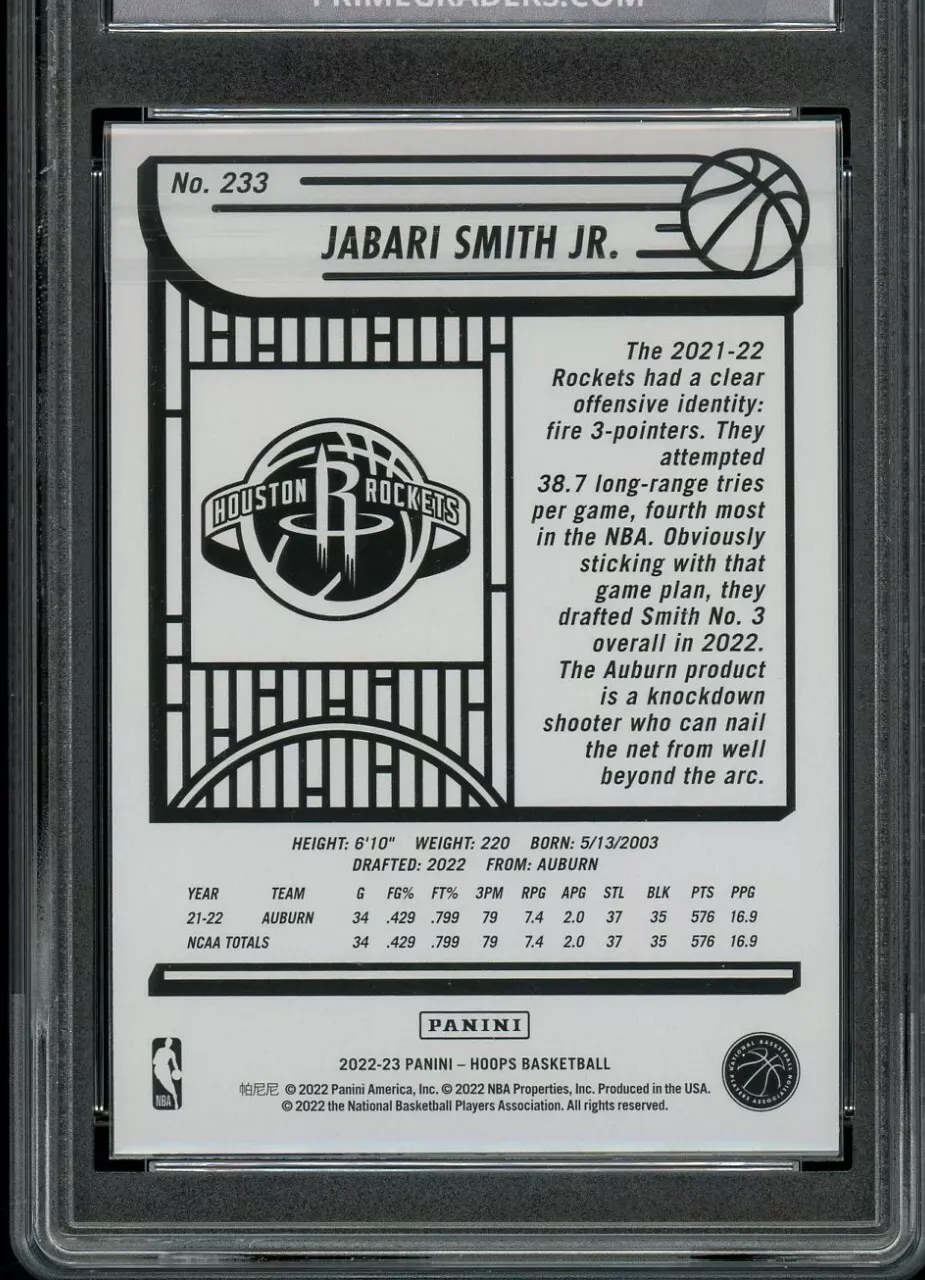 PRIMEGRADERS.COM
No. 233
JABARI SMITH JR.
HOUSTON R ROCKETS
The 2021-22
Rockets had a clear
offensive identity:
fire 3-pointers. They
attempted
38.7 long-range tries
per game, fourth most
in the NBA. Obviously
sticking with that
game plan, they
drafted Smith No. 3
overall in 2022.
The Auburn product
is a knockdown
shooter who can nail
the net from well
beyond the arc.
HEIGHT: 6'10" WEIGHT: 220 BORN: 5/13/2003
DRAFTED: 2022 FROM: AUBURN
YEAR TEAM G FG% FT% 3PM RPG APG STL BLK PTS PPG
21-22 AUBURN 34 .429 .799 79 7.4 2.0 37 35 576 16.9
NCAA TOTALS 34 .429 .799 79 7.4 2.0 37 35 576 16.9
PANINI
2022-23 PANINI – HOOPS BASKETBALL
帕尼尼 © 2022 Panini America, Inc. © 2022 NBA Properties, Inc. Produced in the USA.
© 2022 the National Basketball Players Association. All rights reserved.
NBA
NATIONAL BASKETBALL PLAYERS ASSOCIATION